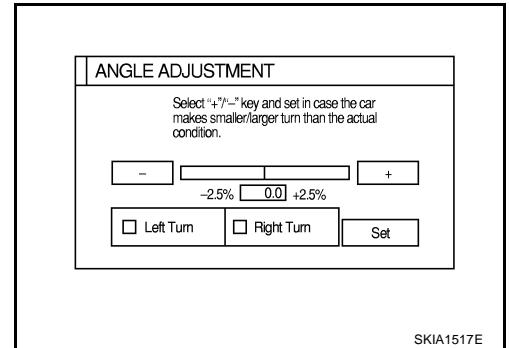 ANGLE ADJUSTMENT
Select “+”/“–” key and set in case the car
makes smaller/larger turn than the actual
condition.
– +
–2.5% 0.0 +2.5%
Left Turn Right Turn Set
SKIA1517E